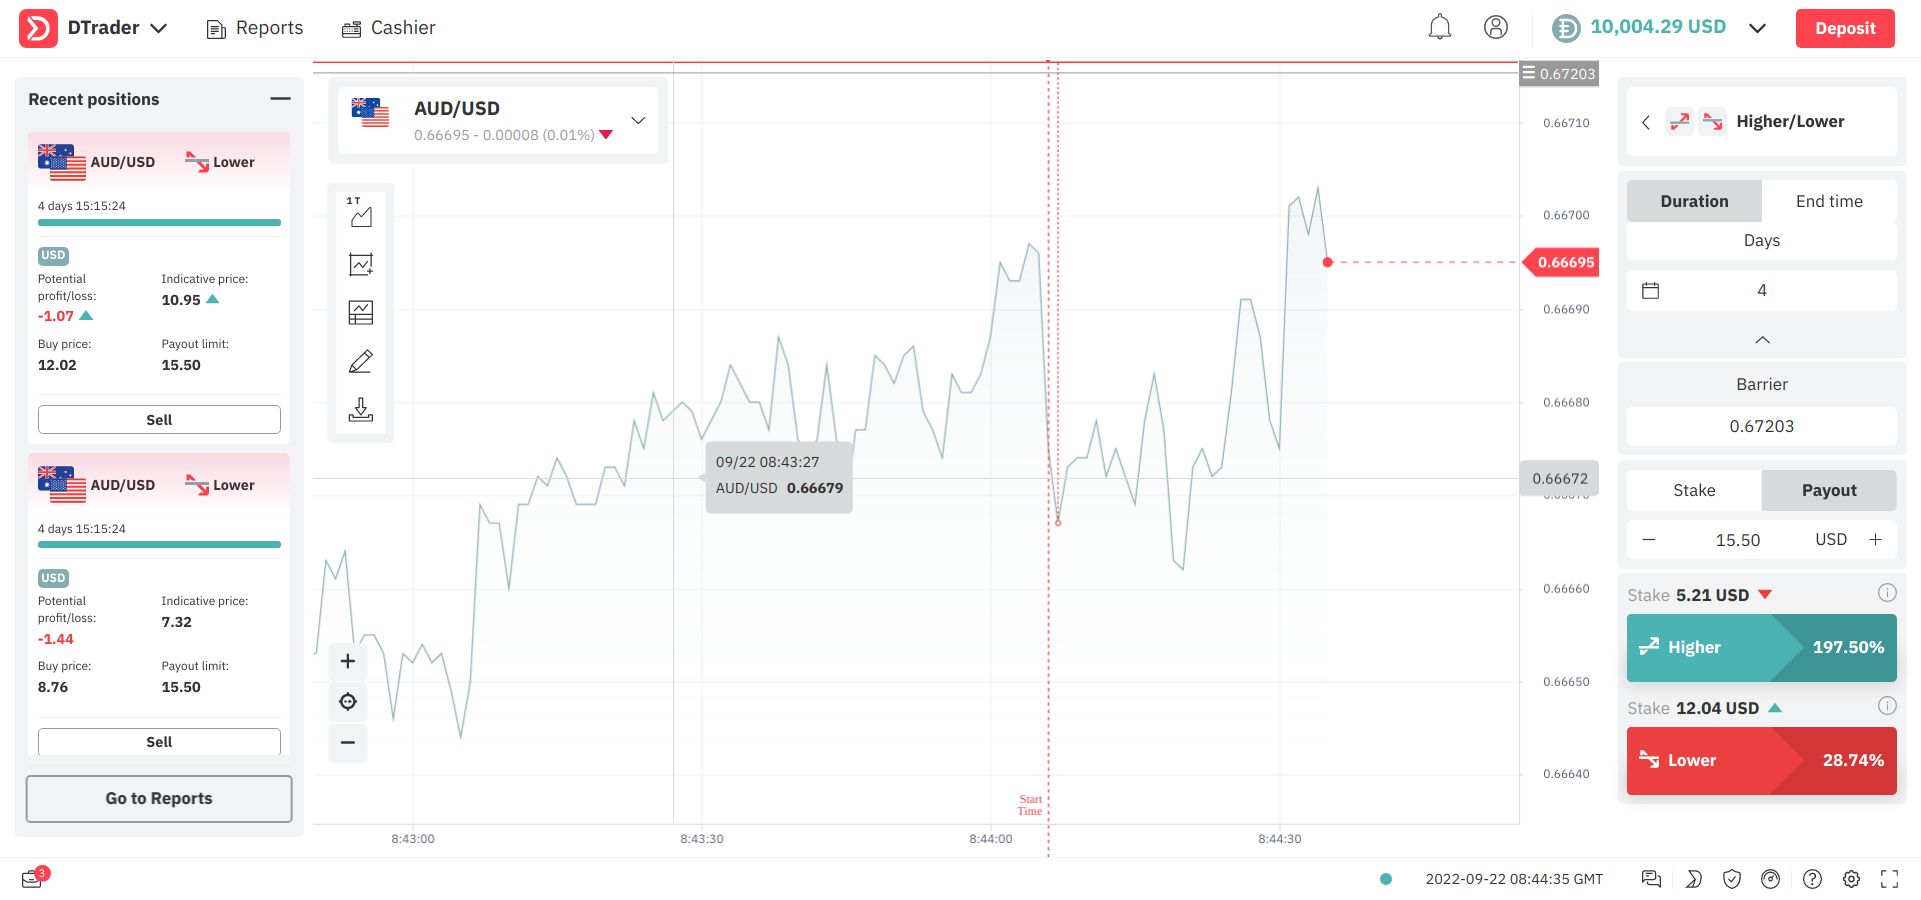 DTrader
Reports
Cashier
10,004.29 USD
Deposit
Recent positions
AUD/USD
Lower
4 days 15:15:24
USD
Potential profit/loss:
-1.07
Indicative price:
10.95
Buy price:
12.02
Payout limit:
15.50
Sell
AUD/USD
Lower
4 days 15:15:24
USD
Potential profit/loss:
-1.44
Indicative price:
7.32
Buy price:
8.76
Payout limit:
15.50
Sell
Go to Reports
AUD/USD
0.66695 - 0.00008 (0.01%)
1 T
09/22 08:43:27
AUD/USD 0.66679
Start
Time
8:43:00
8:43:30
8:44:00
8:44:30
0.67203
0.66710
0.66700
0.66695
0.66690
0.66680
0.66672
0.66660
0.66650
0.66640
Higher/Lower
Duration
End time
Days
4
Barrier
0.67203
Stake
Payout
15.50
USD
Stake 5.21 USD
Higher
197.50%
Stake 12.04 USD
Lower
28.74%
3
2022-09-22 08:44:35 GMT